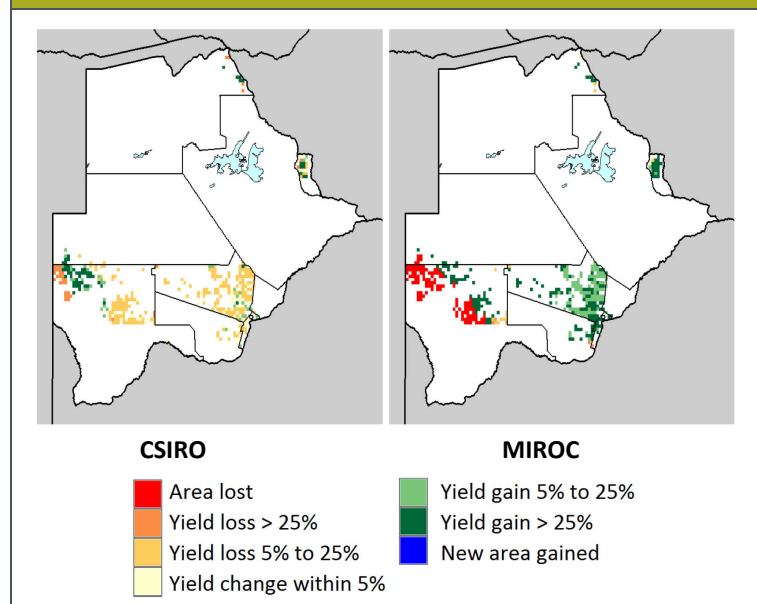 CSIRO
MIROC
Area lost
Yield loss > 25%
Yield loss 5% to 25%
Yield change within 5%
Yield gain 5% to 25%
Yield gain > 25%
New area gained